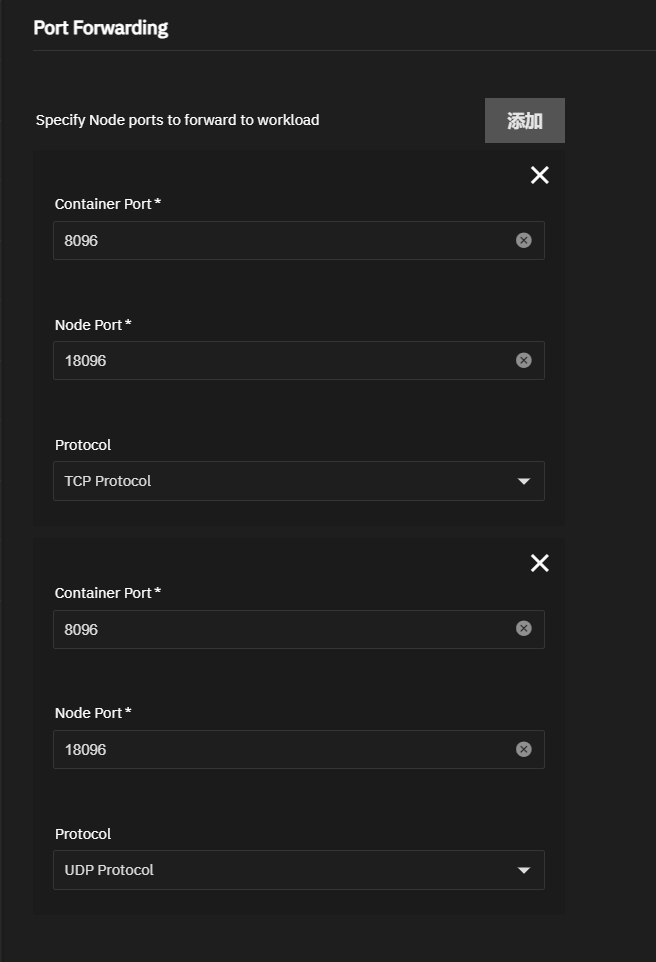 Port Forwarding
Specify Node ports to forward to workload
添加
Container Port *
8096
Node Port *
18096
Protocol
TCP Protocol
Container Port *
8096
Node Port *
18096
Protocol
UDP Protocol